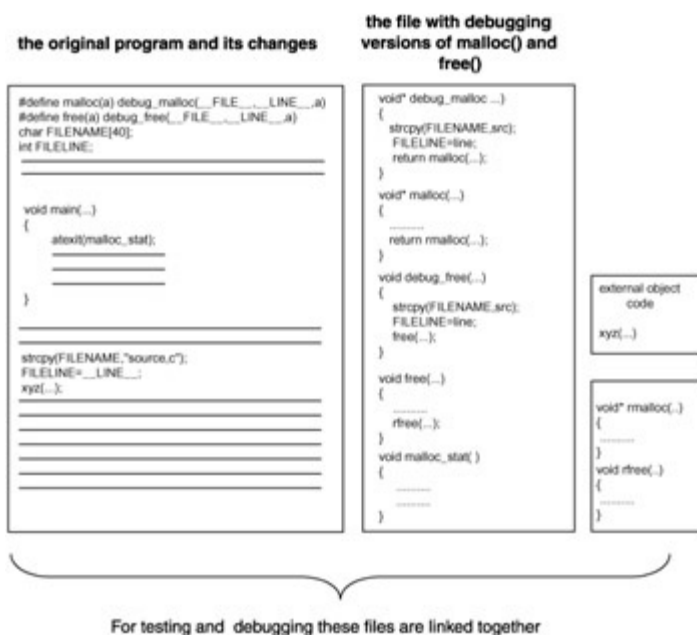 the original program and its changes
the file with debugging
versions of malloc() and
free()
#define malloc(a) debug_malloc(__FILE__,__LINE__,a)
#define free(a) debug_free(__FILE__,__LINE__,a)
char FILENAME[40];
int FILELINE;
void main(...)
{
atexit(malloc_stat);
}
strcpy(FILENAME,"source,c");
FILELINE=__LINE__;
xyz(...);
void* debug_malloc ...)
{
strcpy(FILENAME,src);
FILELINE=line;
return malloc(...);
}
void* malloc(...)
{
..........
return rmalloc(...);
}
void debug_free(...)
{
strcpy(FILENAME,src);
FILELINE=line;
free(...);
}
void free(...)
{
..........
rfree(...);
}
void malloc_stat( )
{
..........
..........
}
external object
code
xyz(...)
void* rmalloc(..)
{
..........
}
void rfree(..)
{
..........
}
For testing and debugging these files are linked together